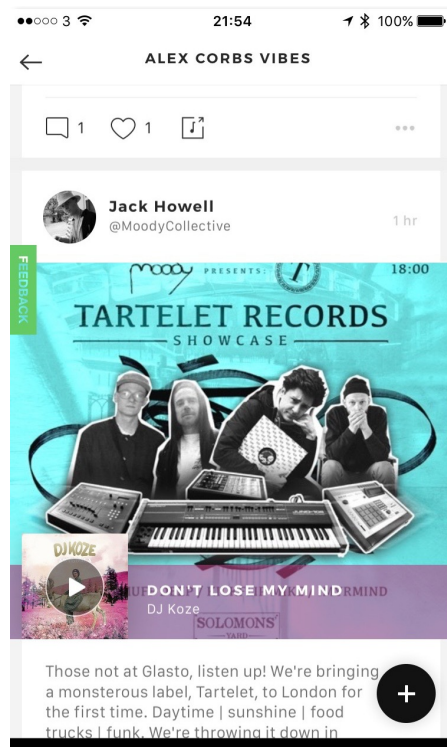 3 21:54 100%
ALEX CORBS VIBES
1 1
Jack Howell
@MoodyCollective
1 hr
FEEDBACK
moody PRESENTS: T 18:00
TARTELET RECORDS
SHOWCASE
DJ KOZE
DON'T LOSE MY MIND
DJ Koze
SOLOMONS'
YARD
Those not at Glasto, listen up! We're bringing
a monsterous label, Tartelet, to London for
the first time. Daytime | sunshine | food
trucks | funk. We're throwing it down in